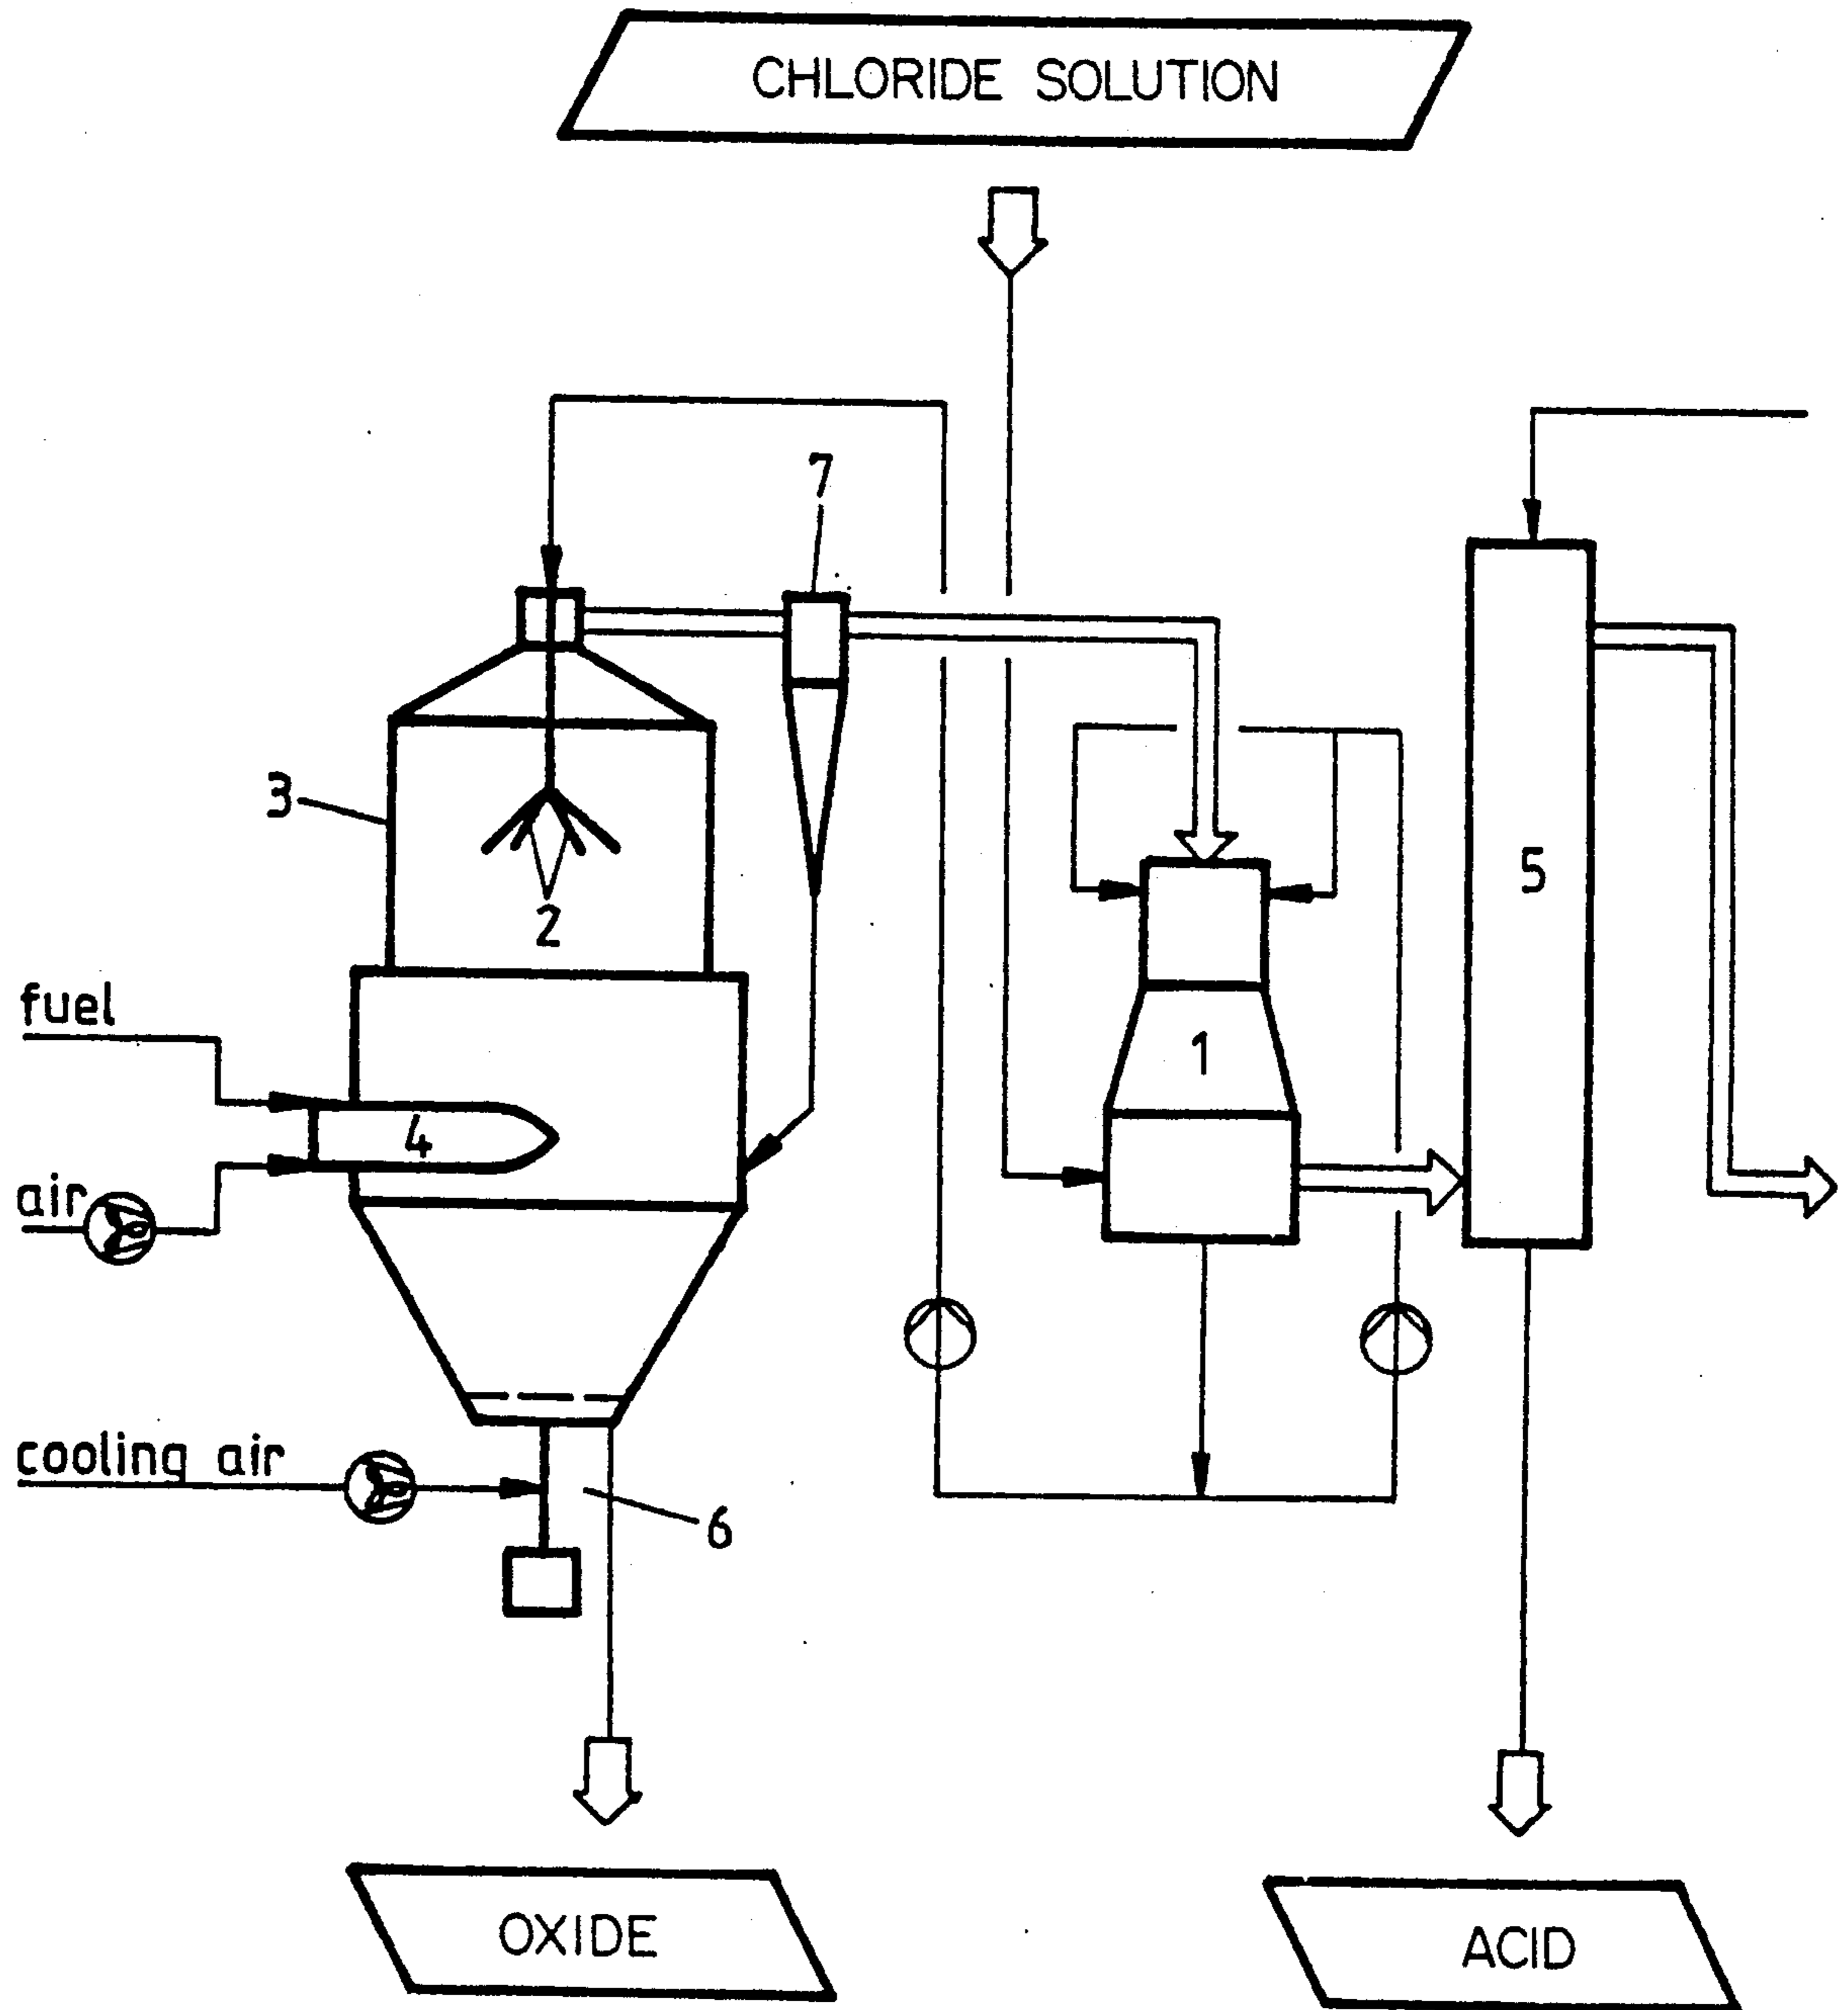 CHLORIDE SOLUTION
7
3
2
5
fuel
1
4
air
cooling air
6
OXIDE
ACID